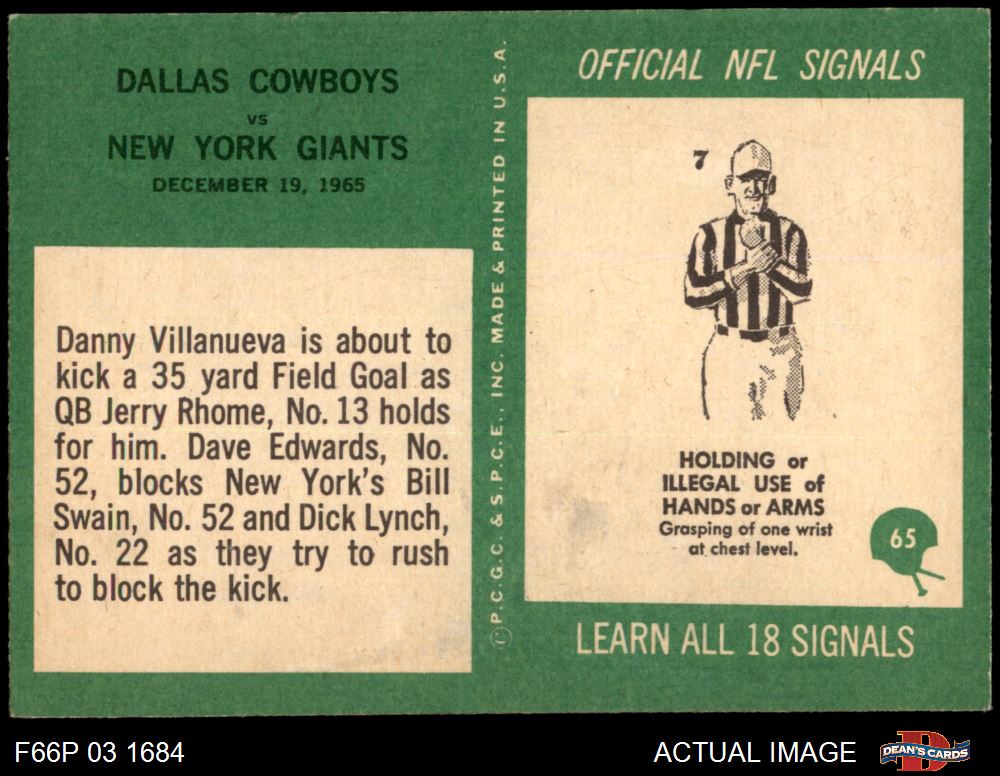 DALLAS COWBOYS
VS
NEW YORK GIANTS
DECEMBER 19, 1965
Danny Villanueva is about to
kick a 35 yard Field Goal as
QB Jerry Rhome, No. 13 holds
for him. Dave Edwards, No.
52, blocks New York's Bill
Swain, No. 52 and Dick Lynch,
No. 22 as they try to rush
to block the kick.
©P.C.G.C. & S.P.C.E., INC. MADE & PRINTED IN U.S.A.
OFFICIAL NFL SIGNALS
7
HOLDING or
ILLEGAL USE of
HANDS or ARMS
Grasping of one wrist
at chest level.
65
LEARN ALL 18 SIGNALS
F66P 03 1684
ACTUAL IMAGE
DEAN'S CARDS